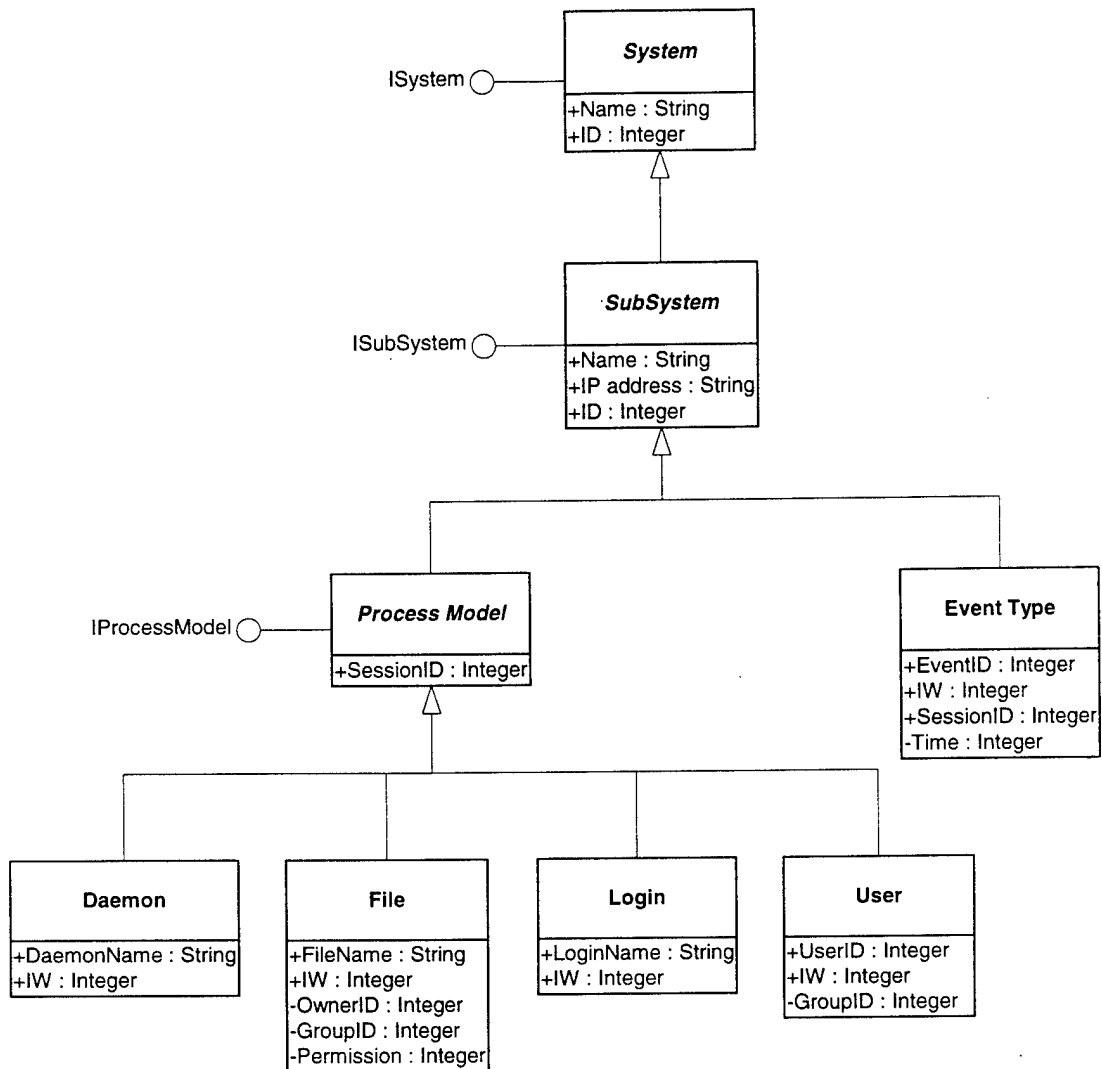 System
ISystem
+Name : String
+ID : Integer
SubSystem
ISubSystem
+Name : String
+IP address : String
+ID : Integer
Process Model
IProcessModel
+SessionID : Integer
Event Type
+EventID : Integer
+IW : Integer
+SessionID : Integer
-Time : Integer
Daemon
+DaemonName : String
+IW : Integer
File
+FileName : String
+IW : Integer
-OwnerID : Integer
-GroupID : Integer
-Permission : Integer
Login
+LoginName : String
+IW : Integer
User
+UserID : Integer
+IW : Integer
-GroupID : Integer